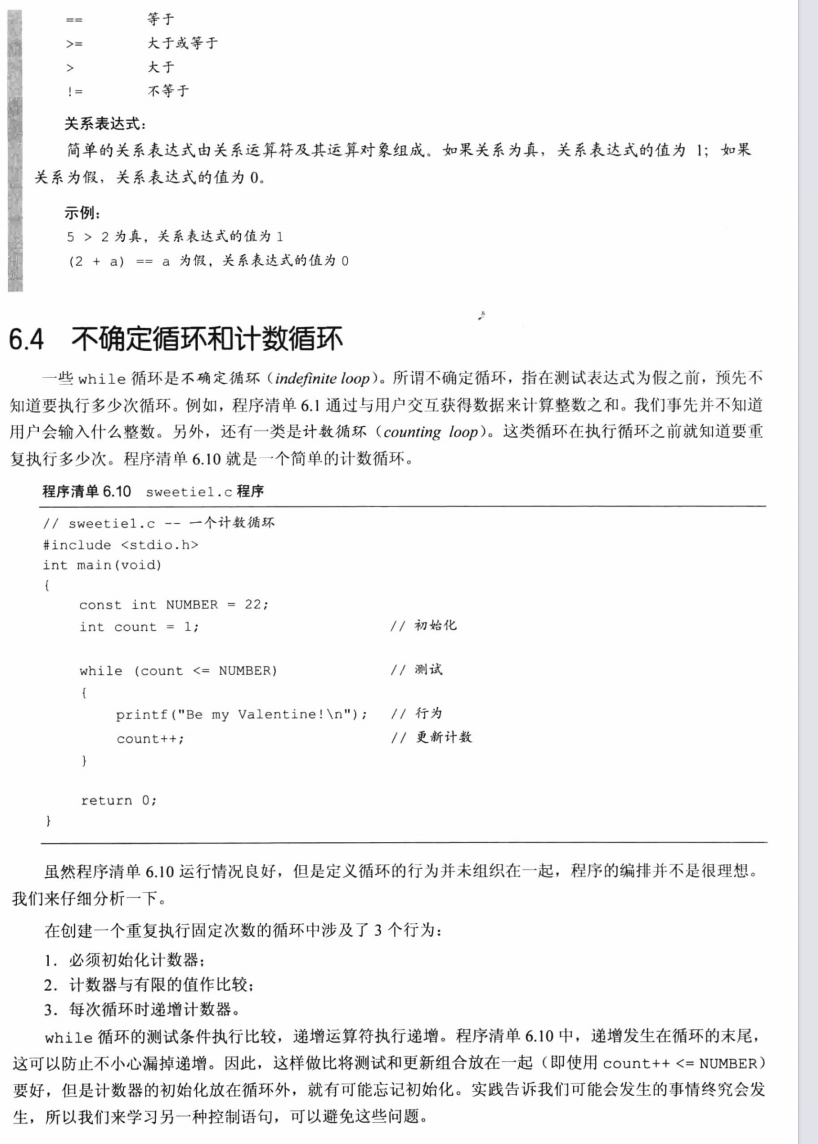 == 等于
>= 大于或等于
> 大于
!= 不等于
关系表达式：
简单的关系表达式由关系运算符及其运算对象组成。如果关系为真，关系表达式的值为 1；如果
关系为假，关系表达式的值为 0。
示例：
5 > 2 为真，关系表达式的值为 1
(2 + a) == a 为假，关系表达式的值为 0
6.4 不确定循环和计数循环
一些 while 循环是不确定循环（indefinite loop）。所谓不确定循环，指在测试表达式为假之前，预先不
知道要执行多少次循环。例如，程序清单 6.1 通过与用户交互获得数据来计算整数之和。我们事先并不知道
用户会输入什么整数。另外，还有一类是计数循环（counting loop）。这类循环在执行循环之前就知道要重
复执行多少次。程序清单 6.10 就是一个简单的计数循环。
程序清单 6.10 sweetie1.c 程序
// sweetie1.c -- 一个计数循环
#include <stdio.h>
int main(void)
{
const int NUMBER = 22;
int count = 1; // 初始化
while (count <= NUMBER) // 测试
{
printf("Be my Valentine!\n"); // 行为
count++; // 更新计数
}
return 0;
}
虽然程序清单 6.10 运行情况良好，但是定义循环的行为并未组织在一起，程序的编排并不是很理想。
我们来仔细分析一下。
在创建一个重复执行固定次数的循环中涉及了 3 个行为：
1．必须初始化计数器；
2．计数器与有限的值作比较；
3．每次循环时递增计数器。
while 循环的测试条件执行比较，递增运算符执行递增。程序清单 6.10 中，递增发生在循环的末尾，
这可以防止不小心漏掉递增。因此，这样做比将测试和更新组合放在一起（即使用 count++ <= NUMBER）
要好，但是计数器的初始化放在循环外，就有可能忘记初始化。实践告诉我们可能会发生的事情终究会发
生，所以我们来学习另一种控制语句，可以避免这些问题。